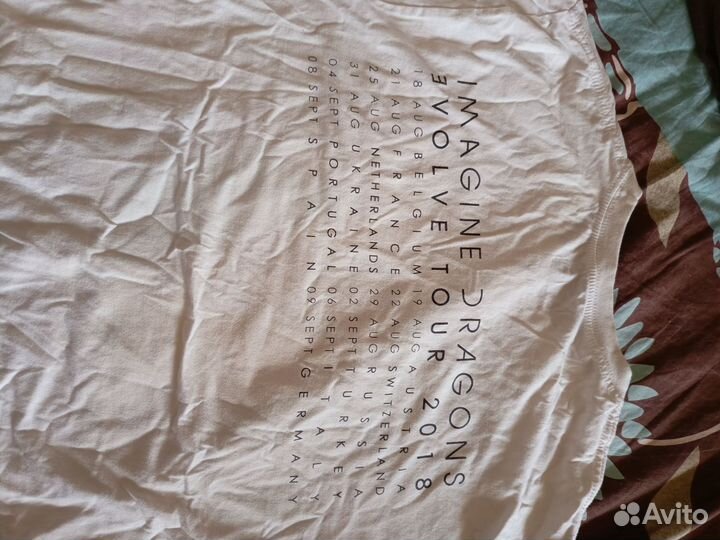 IMAGINE DRAGONS
EVOLVE TOUR 2018
18 AUG BELGIUM 19 AUG AUSTRIA
21 AUG FRANCE 22 AUG SWITZERLAND
25 AUG NETHERLANDS 29 AUG RUSSIA
31 AUG UKRAINE 02 SEPT TURKEY
04 SEPT PORTUGAL 06 SEPT ITALY
08 SEPT SPAIN 09 SEPT GERMANY
Avito